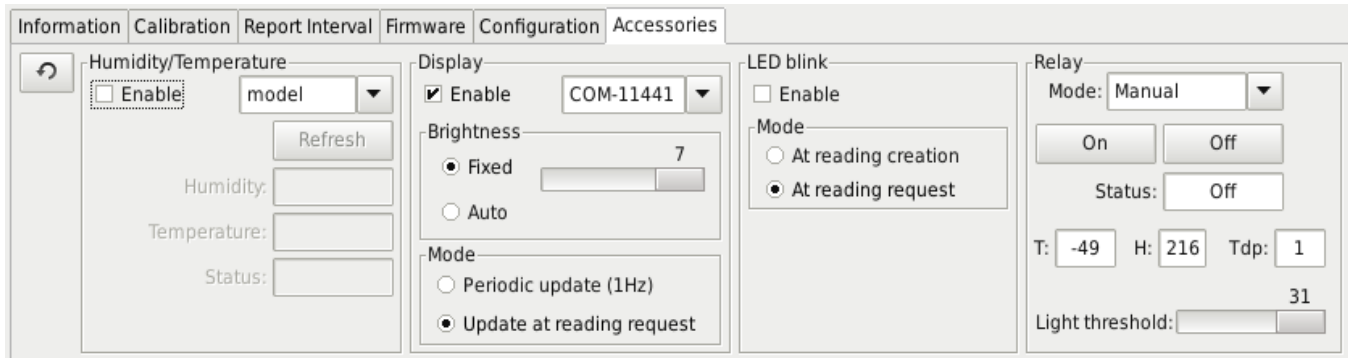 Information Calibration Report Interval Firmware Configuration Accessories
Humidity/Temperature
Enable model
Refresh
Humidity:
Temperature:
Status:
Display
Enable COM-11441
Brightness
Fixed 7
Auto
Mode
Periodic update (1Hz)
Update at reading request
LED blink
Enable
Mode
At reading creation
At reading request
Relay
Mode: Manual
On Off
Status: Off
T: -49 H: 216 Tdp: 1
31
Light threshold: